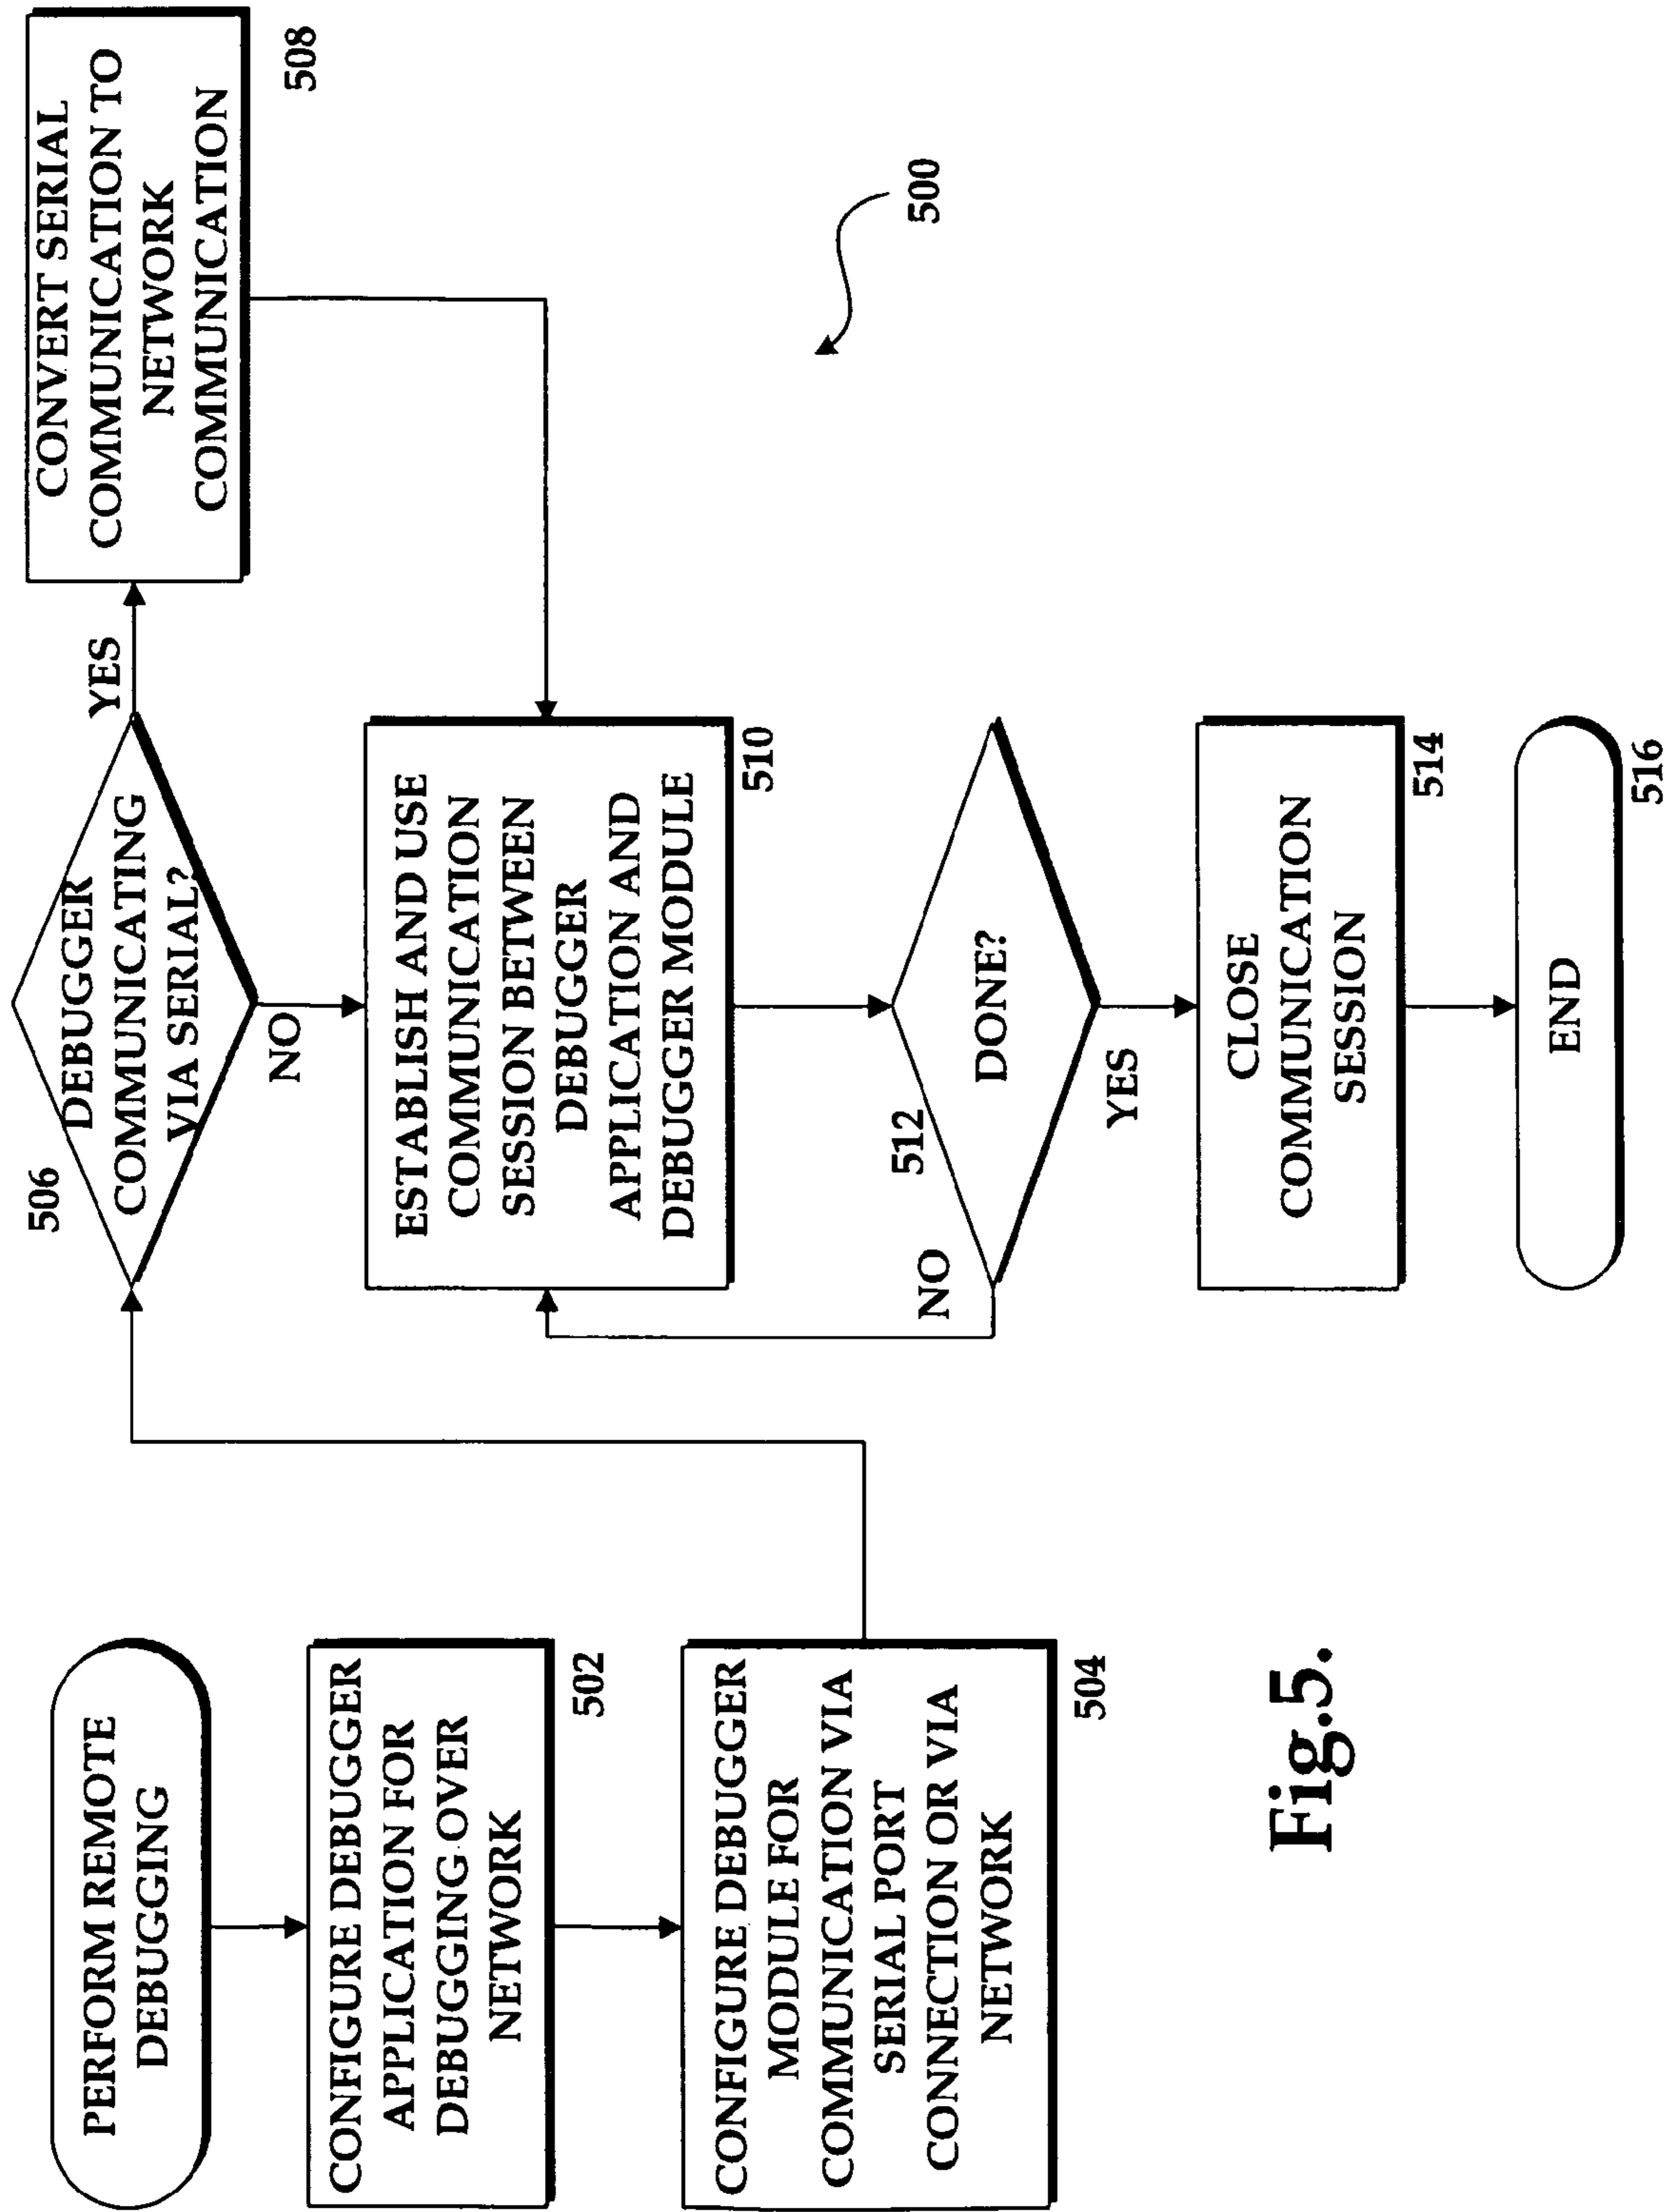 PERFORM REMOTE
DEBUGGING
CONFIGURE DEBUGGER
APPLICATION FOR
DEBUGGING OVER
NETWORK
502
CONFIGURE DEBUGGER
MODULE FOR
COMMUNICATION VIA
SERIAL PORT
CONNECTION OR VIA
NETWORK
504
506
DEBUGGER
COMMUNICATING
VIA SERIAL?
YES
NO
CONVERT SERIAL
COMMUNICATION TO
NETWORK
COMMUNICATION
508
ESTABLISH AND USE
COMMUNICATION
SESSION BETWEEN
DEBUGGER
APPLICATION AND
DEBUGGER MODULE
510
512
DONE?
NO
YES
CLOSE
COMMUNICATION
SESSION
514
END
516
500
Fig.5.